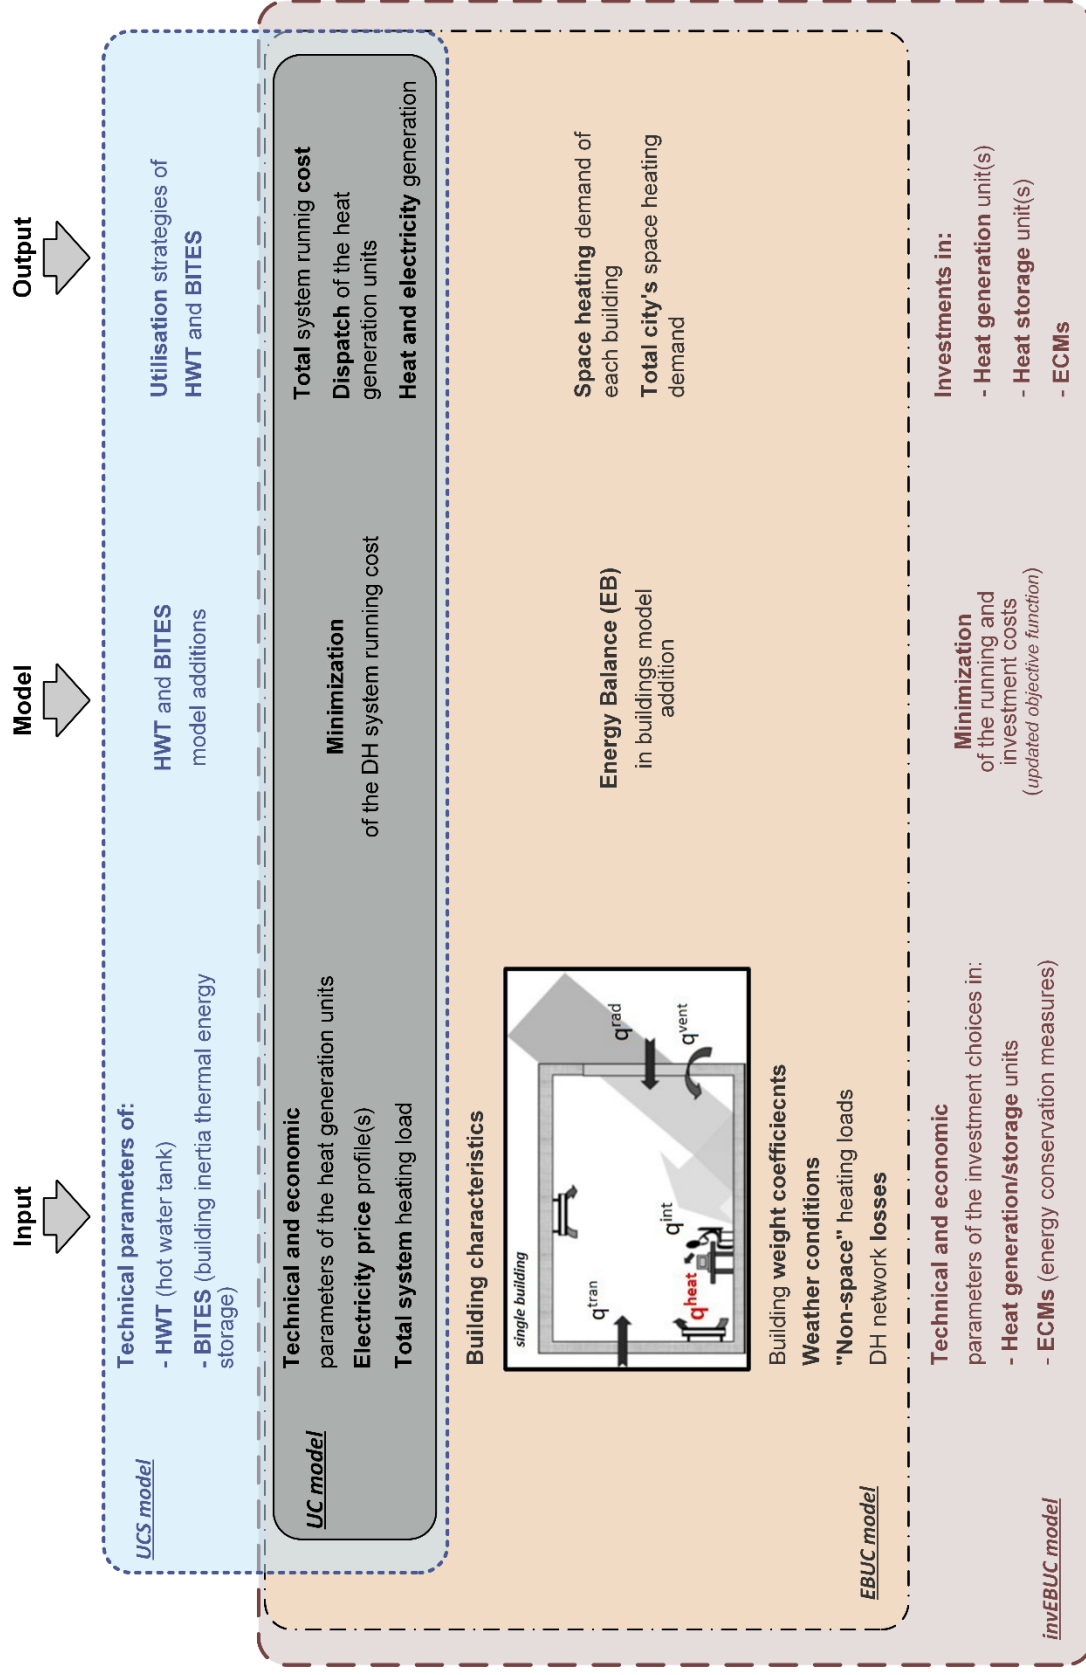 Input
Model
Output
UCS model
Technical parameters of:
- HWT (hot water tank)
- BITES (building inertia thermal energy
storage)
HWT and BITES
model additions
Utilisation strategies of
HWT and BITES
UC model
Technical and economic
parameters of the heat generation units
Electricity price profile(s)
Total system heating load
Minimization
of the DH system running cost
Total system runnig cost
Dispatch of the heat
generation units
Heat and electricity generation
Building characteristics
single building
q^tran
q^heat
q^int
q^rad
q^vent
Building weight coefficiecnts
Weather conditions
"Non-space" heating loads
DH network losses
EBUC model
Energy Balance (EB)
in buildings model
addition
Space heating demand of
each building
Total city's space heating
demand
invEBUC model
Technical and economic
parameters of the investment choices in:
- Heat generation/storage units
- ECMs (energy conservation measures)
Minimization
of the running and
investment costs
(updated objective function)
Investments in:
- Heat generation unit(s)
- Heat storage unit(s)
- ECMs